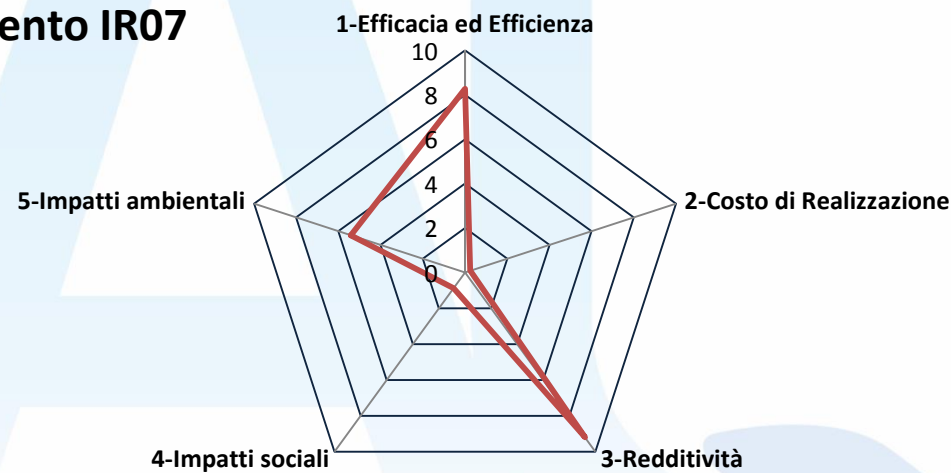 ento IR07
1-Efficacia ed Efficienza
10
8
6
4
2
0
5-Impatti ambientali
2-Costo di Realizzazione
4-Impatti sociali
3-Redditività